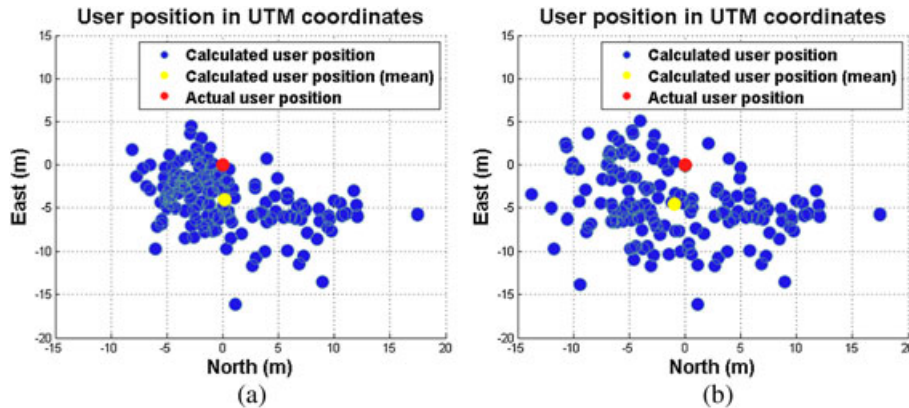 User position in UTM coordinates
15
10
5
0
-5
-10
-15
-20
East (m)
Calculated user position
Calculated user position (mean)
Actual user position
-15
-10
-5
0
5
10
15
20
North (m)
(a)
User position in UTM coordinates
15
10
5
0
-5
-10
-15
-20
East (m)
Calculated user position
Calculated user position (mean)
Actual user position
-15
-10
-5
0
5
10
15
20
North (m)
(b)